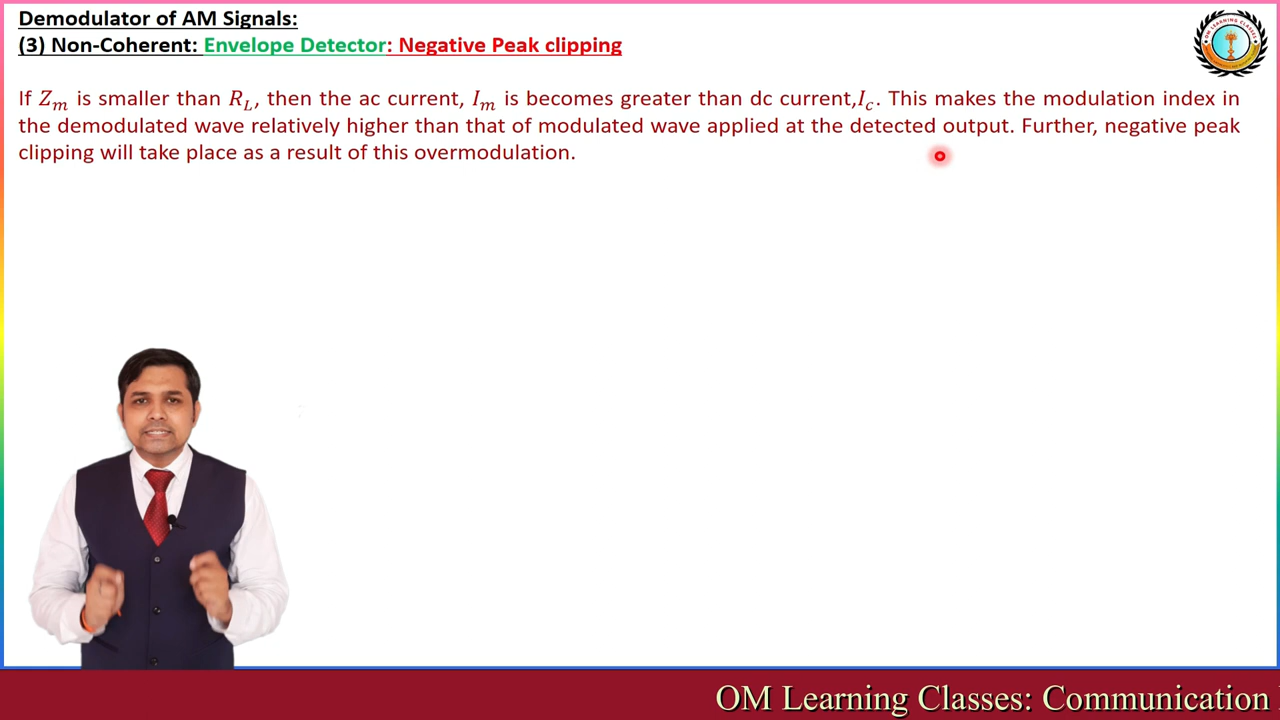 Demodulator of AM Signals:
(3) Non-Coherent: Envelope Detector: Negative Peak clipping
If Zₘ is smaller than R_L, then the ac current, Iₘ is becomes greater than dc current,I_c. This makes the modulation index in
the demodulated wave relatively higher than that of modulated wave applied at the detected output. Further, negative peak
clipping will take place as a result of this overmodulation.
OM Learning Classes: Communication